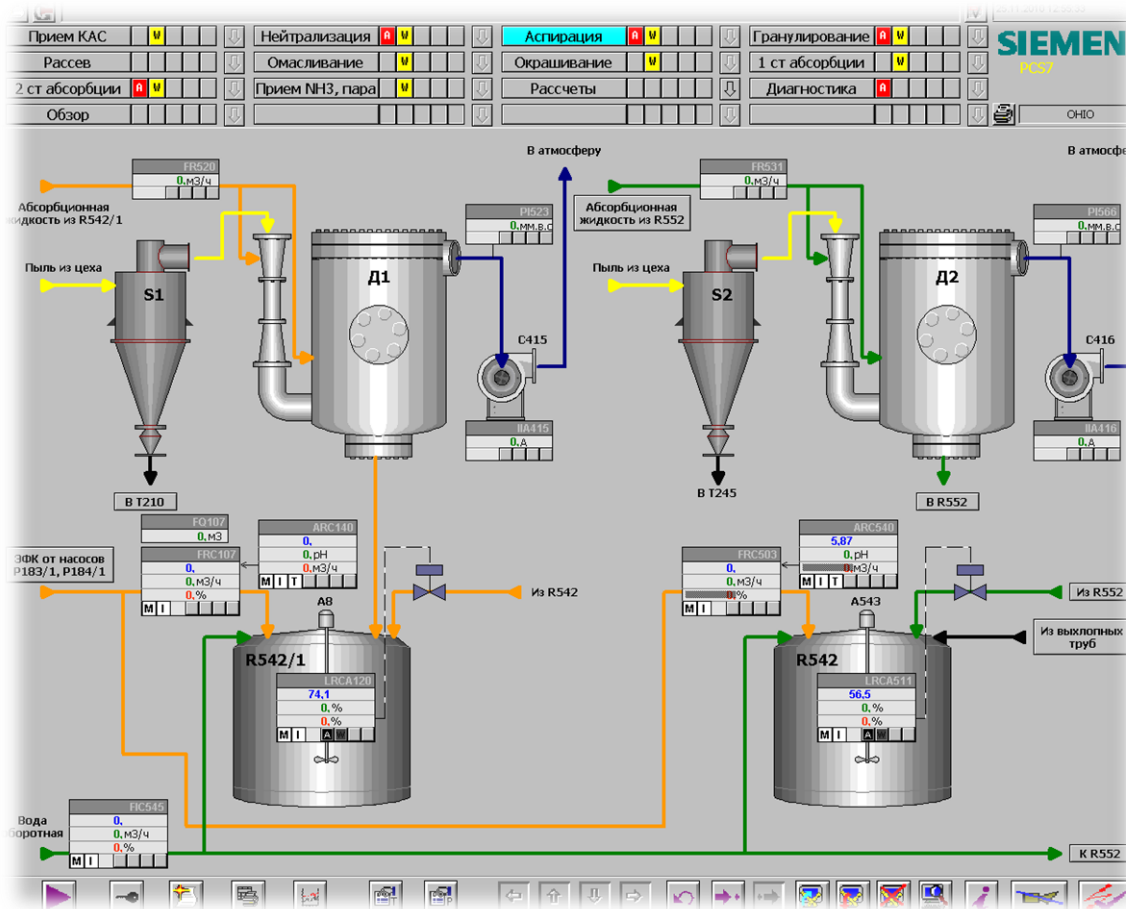 Прием КАС W
Нейтрализация A W
Аспирация A W
Гранулирование A W
SIEMEN
PCS7
Рассев
Омасливание W
Окрашивание W
1 ст абсорбции W
2 ст абсорбции A W
Прием NH3, пара W
Рассчеты
Диагностика A
Обзор
OHIO
В атмосферу
В атмосфе
FR520
0, м3/ч
FR531
0, м3/ч
Абсорбционная
жидкость из R542/1
Абсорбционная
жидкость из R552
PI523
0, мм.в.с
PI566
0, мм.в.с
Пыль из цеха
S1
Д1
Пыль из цеха
S2
Д2
C415
C416
IIA415
0, А
IIA416
0, А
В Т210
В Т245
В R552
FQ107
0, м3
ARC140
0,
0, pH
0, м3/ч
M I T
ARC540
5,87
0, pH
0, м3/ч
M I T
ЭФК от насосов
P183/1, P184/1
FRC107
0,
0, м3/ч
0, %
M I
FRC503
0,
0, м3/ч
0, %
M I
Из R542
Из R552
A8
A543
Из выхлопных
труб
R542/1
R542
LRCA120
74,1
0, %
0, %
M I A W
LRCA511
56,5
0, %
0, %
M I A W
Вода
оборотная
FIC545
0,
0, м3/ч
0, %
M I
К R552